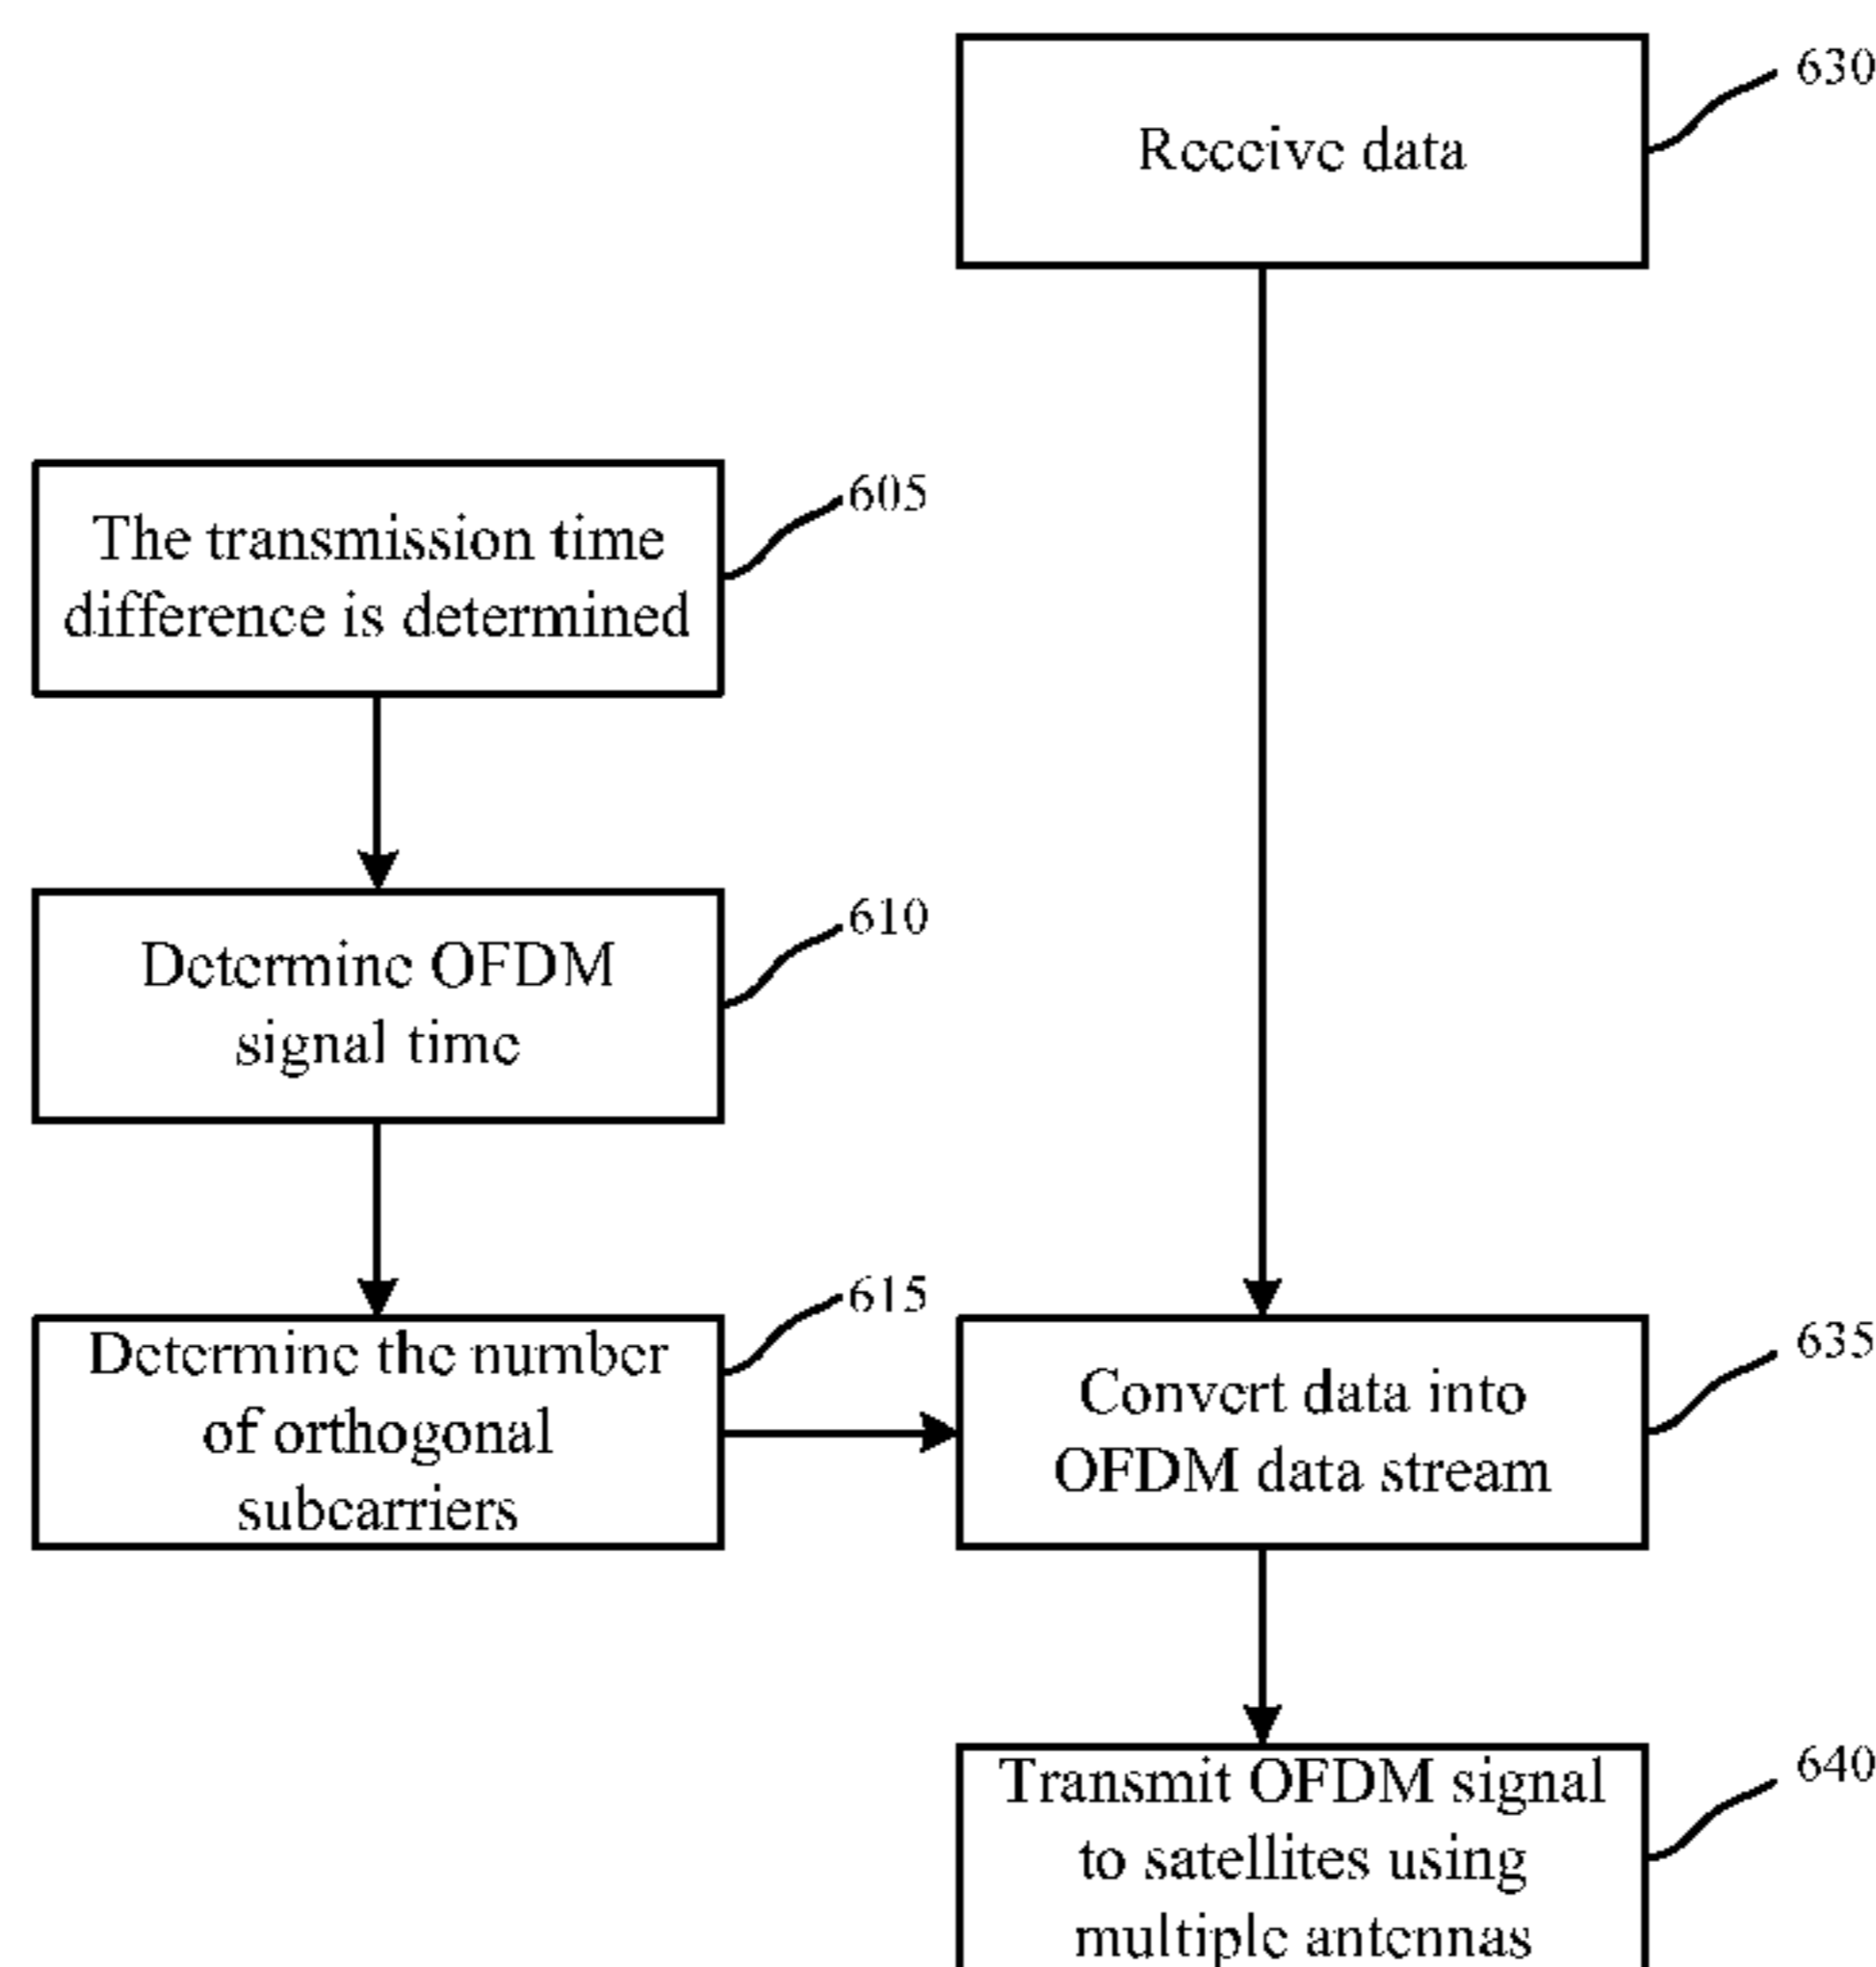 Receive data
630
The transmission time
difference is determined
605
Determine OFDM
signal time
610
Determine the number
of orthogonal
subcarriers
615
Convert data into
OFDM data stream
635
Transmit OFDM signal
to satellites using
multiple antennas
640